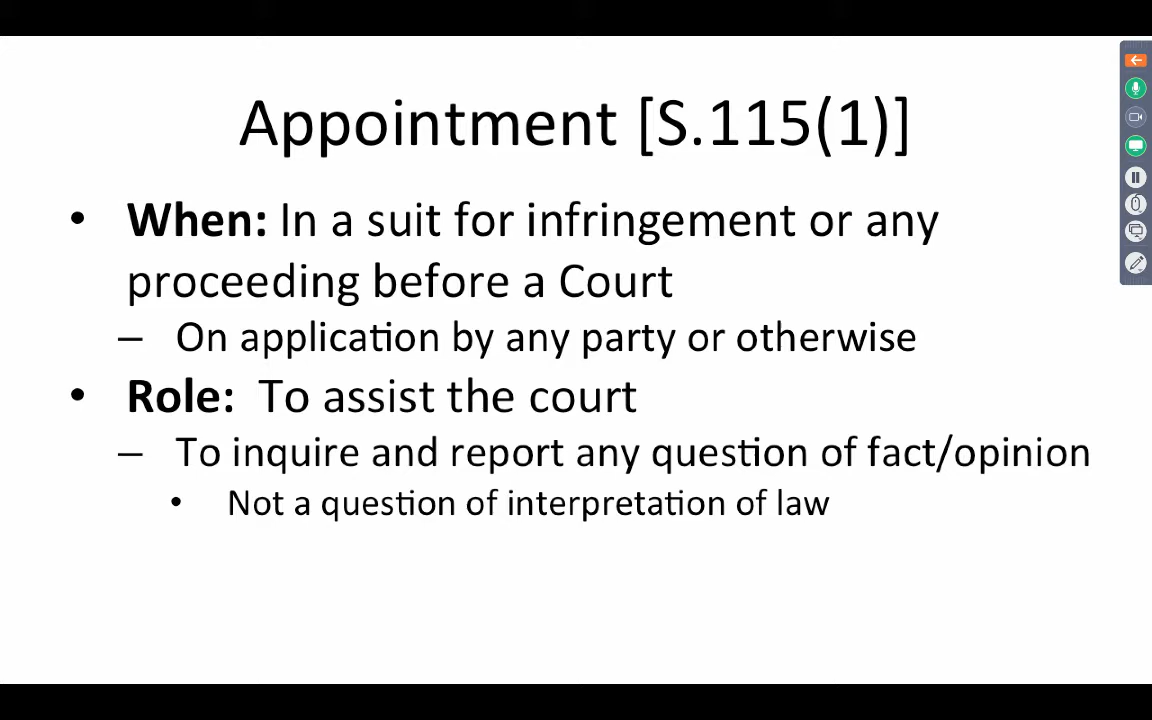 Appointment [S.115(1)]
• When: In a suit for infringement or any
proceeding before a Court
– On application by any party or otherwise
• Role: To assist the court
– To inquire and report any question of fact/opinion
• Not a question of interpretation of law